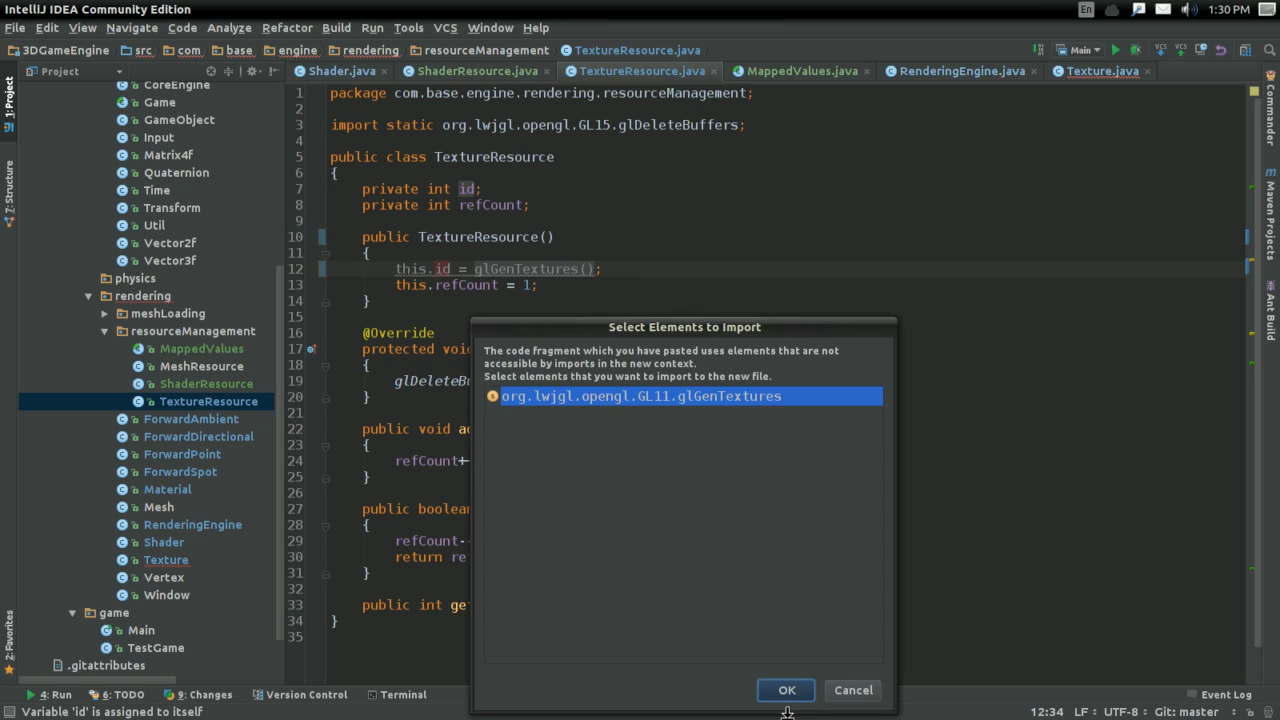 IntelliJ IDEA Community Edition
En
1:30 PM
File Edit View Navigate Code Analyze Refactor Build Run Tools VCS Window Help
3DGameEngine src com base engine rendering resourceManagement TextureResource.java
Main
Project
Shader.java ShaderResource.java TextureResource.java MappedValues.java RenderingEngine.java Texture.java
1: Project
7: Structure
2: Favorites
CoreEngine
Game
GameObject
Input
Matrix4f
Quaternion
Time
Transform
Util
Vector2f
Vector3f
physics
rendering
meshLoading
resourceManagement
MappedValues
MeshResource
ShaderResource
TextureResource
ForwardAmbient
ForwardDirectional
ForwardPoint
ForwardSpot
Material
Mesh
RenderingEngine
Shader
Texture
Vertex
Window
game
Main
TestGame
.gitattributes
1 package com.base.engine.rendering.resourceManagement;
2
3 import static org.lwjgl.opengl.GL15.glDeleteBuffers;
4
5 public class TextureResource
6 {
7 private int id;
8 private int refCount;
9
10 public TextureResource()
11 {
12 this.id = glGenTextures();
13 this.refCount = 1;
14 }
15
16 @Override
17 protected void
18 {
19 glDeleteBu
20 }
21
22 public void ad
23 {
24 refCount+
25 }
26
27 public boolean
28 {
29 refCount-
30 return re
31 }
32
33 public int get
34 }
35
Select Elements to Import
The code fragment which you have pasted uses elements that are not
accessible by imports in the new context.
Select elements that you want to import to the new file.
s org.lwjgl.opengl.GL11.glGenTextures
OK Cancel
Commander
m Maven Projects
Ant Build
4: Run 6: TODO 9: Changes Version Control Terminal Event Log
Variable 'id' is assigned to itself 12:34 LF UTF-8 Git: master